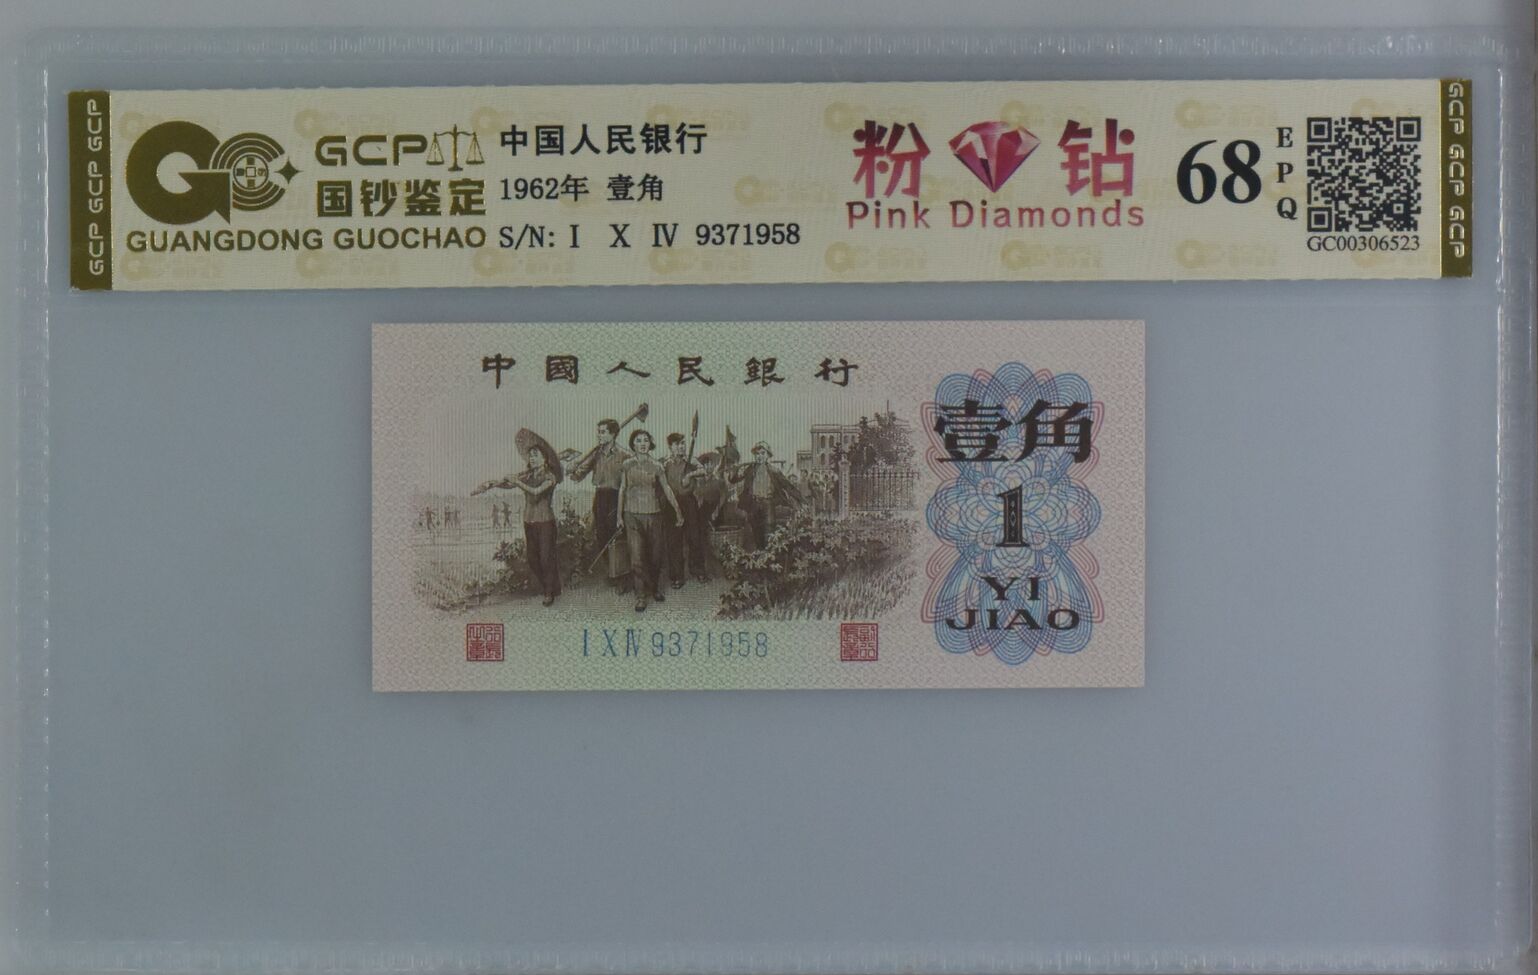 GCP GCP GCP
GCP
国钞鉴定
GUANGDONG GUOCHAO
中国人民银行
1962年 壹角
S/N: I X IV 9371958
粉钻
Pink Diamonds
68
EPQ
GC00306523
GCP GCP GCP
中國人民銀行
壹角
1
YI
JIAO
I X IV 9371958